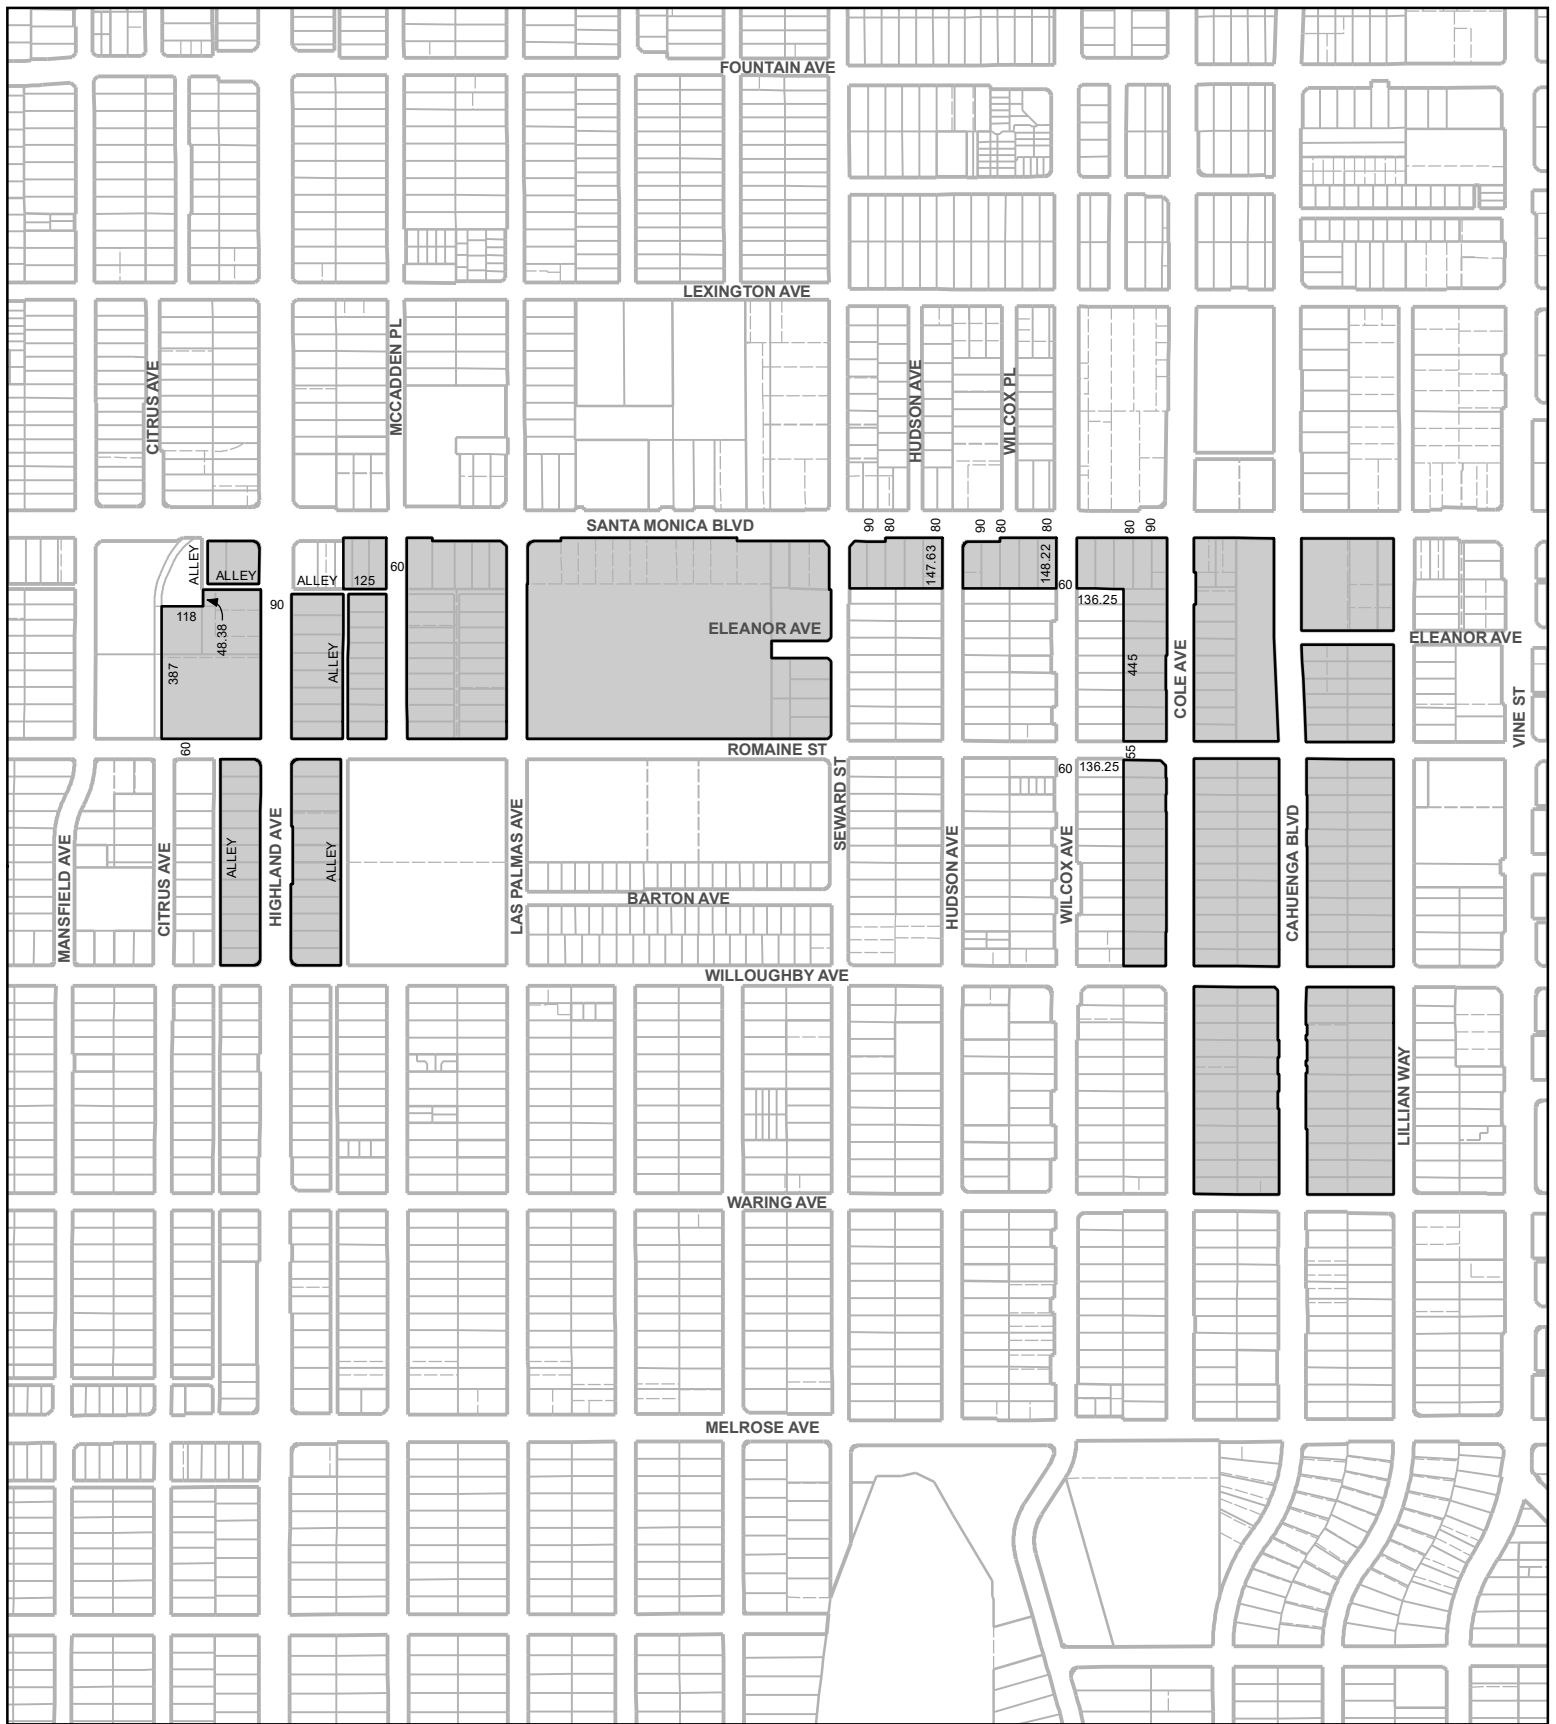 FOUNTAIN AVE
LEXINGTON AVE
CITRUS AVE
MCCADDEN PL
HUDSON AVE
WILCOX PL
SANTA MONICA BLVD
90
80
80
90
80
80
80
90
ALLEY
ALLEY
ALLEY
125
60
147.63
148.22
60
136.25
118
48.38
90
387
ALLEY
ELEANOR AVE
445
COLE AVE
ELEANOR AVE
VINE ST
60
ROMAINE ST
55
60
136.25
MANSFIELD AVE
CITRUS AVE
ALLEY
HIGHLAND AVE
ALLEY
LAS PALMAS AVE
SEWARD ST
HUDSON AVE
WILCOX AVE
CAHUENGA BLVD
BARTON AVE
WILLOUGHBY AVE
LILLIAN WAY
WARING AVE
MELROSE AVE